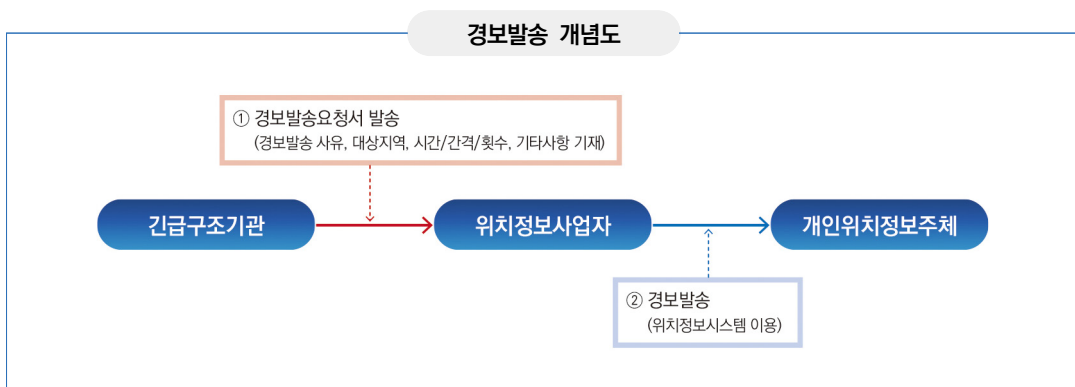 경보발송 개념도
① 경보발송요청서 발송
(경보발송 사유, 대상지역, 시간/간격/횟수, 기타사항 기재)
긴급구조기관
위치정보사업자
개인위치정보주체
② 경보발송
(위치정보시스템 이용)